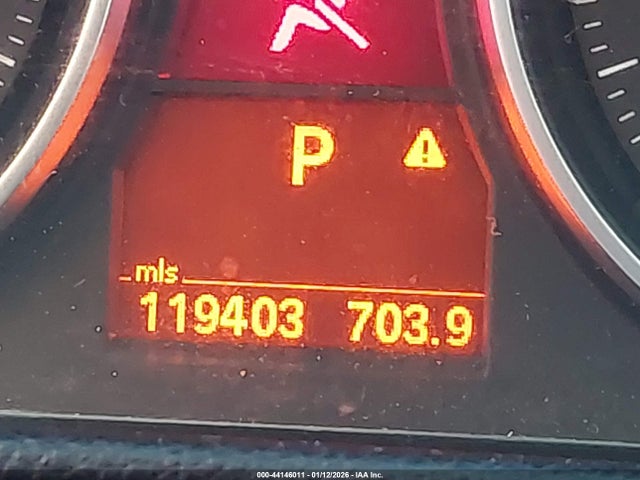 P
mls
119403 703.9
000-44146011 - 01/12/2026 - IAA Inc.